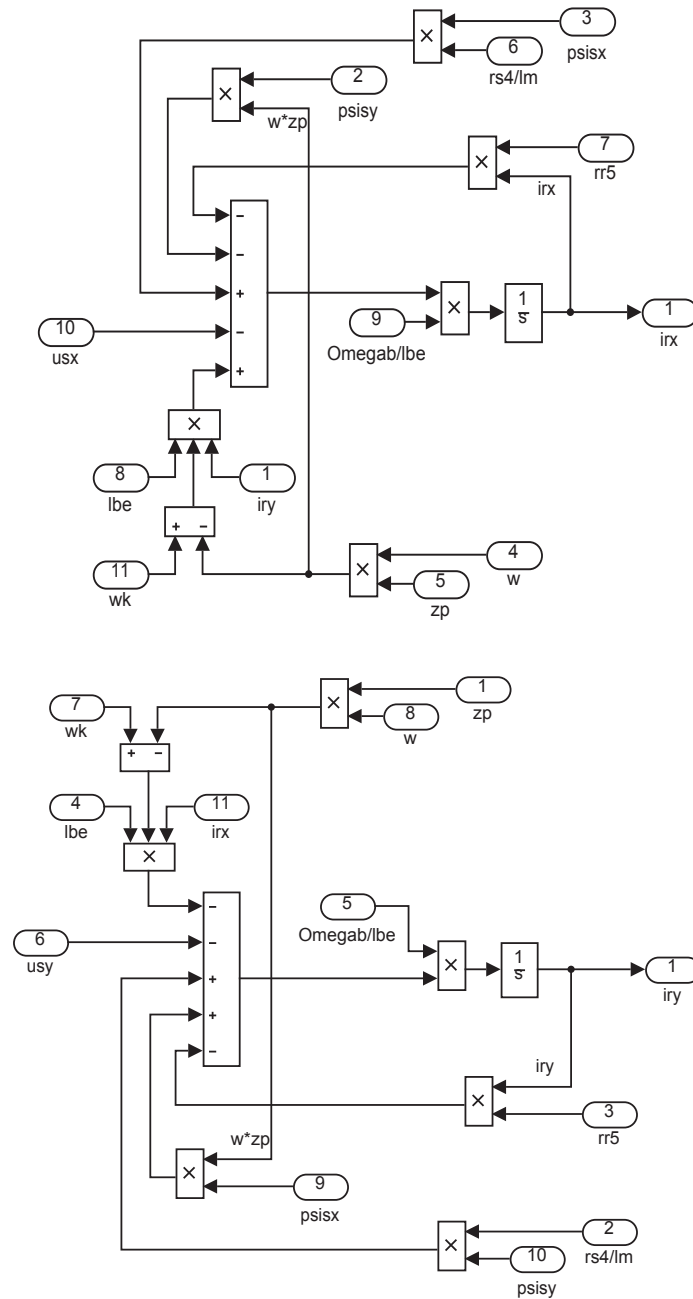 3
psisx
×
6
rs4/lm
2
psisy
×
w*zp
7
rr5
×
irx
−
−
+
−
+
10
usx
9
Omegab/lbe
×
1
s
1
irx
×
8
lbe
1
iry
+ −
11
wk
×
4
w
5
zp
7
wk
+ −
×
1
zp
8
w
4
lbe
11
irx
×
−
−
+
+
−
6
usy
5
Omegab/lbe
×
1
s
1
iry
iry
×
3
rr5
w*zp
×
9
psisx
×
2
rs4/lm
10
psisy